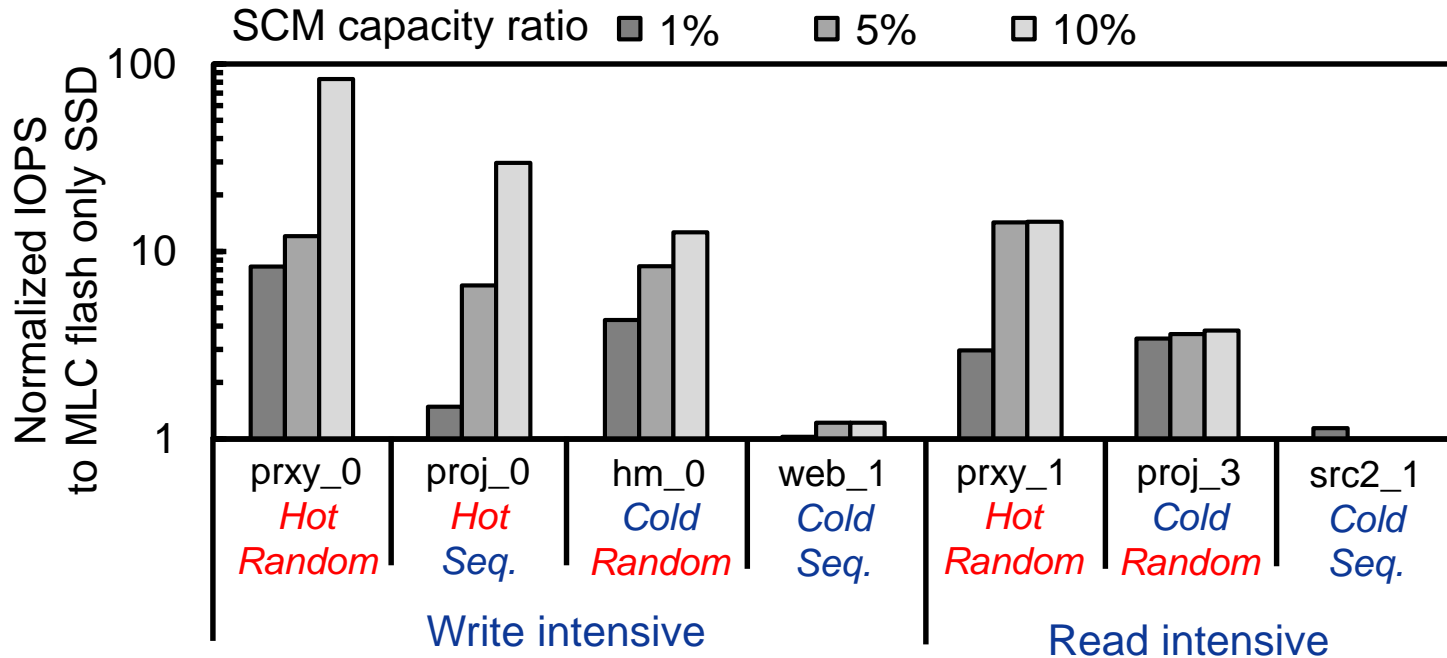 SCM capacity ratio 1% 5% 10%
Normalized IOPS
to MLC flash only SSD
100
10
1
prxy_0 proj_0 hm_0 web_1 prxy_1 proj_3 src2_1
Hot Hot Cold Cold Hot Cold Cold
Random Seq. Random Seq. Random Random Seq.
Write intensive Read intensive